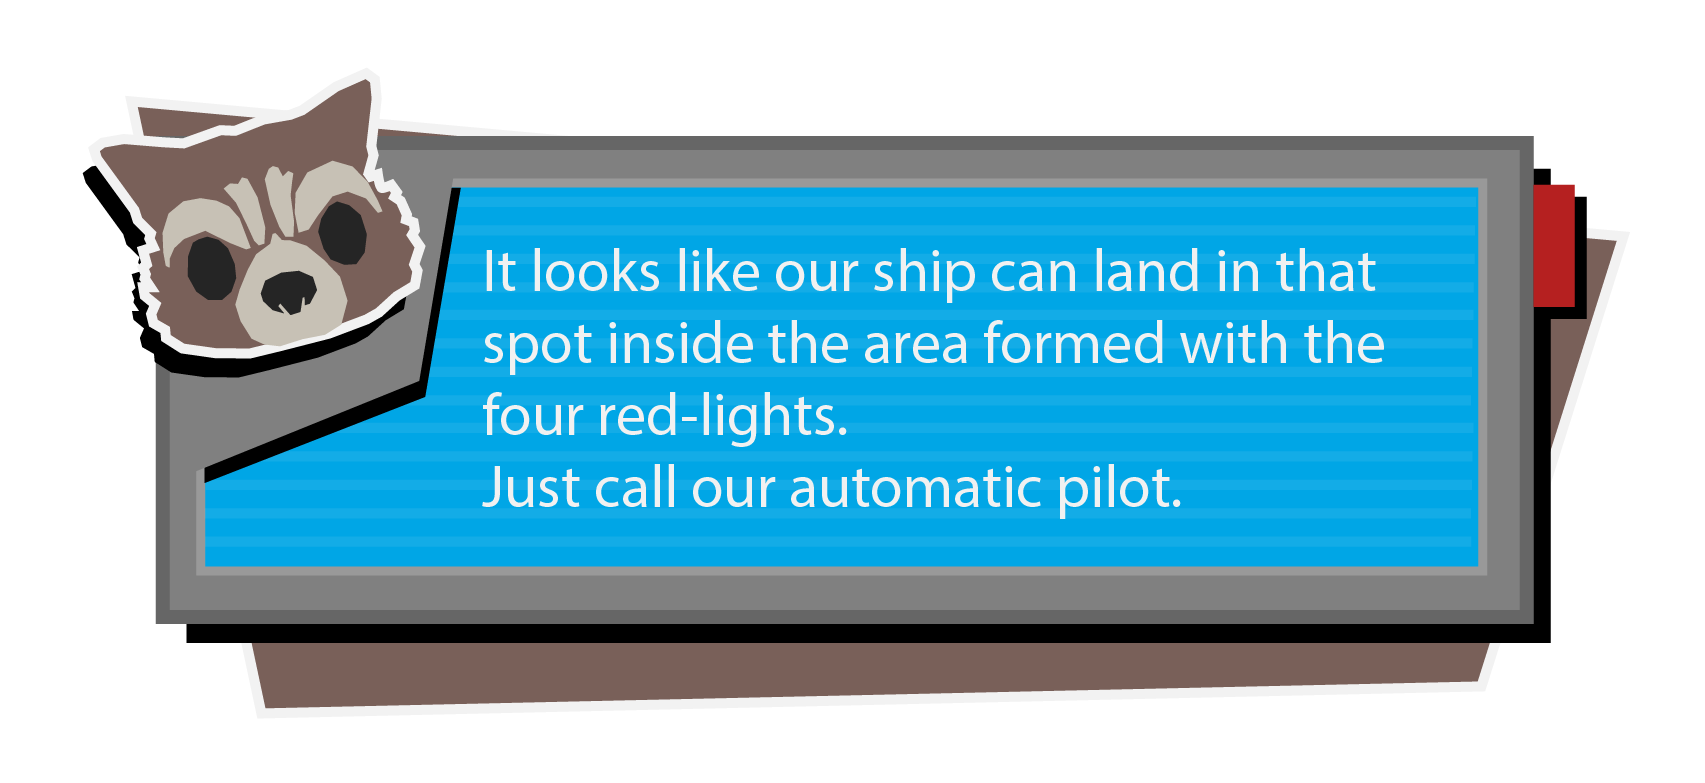 It looks like our ship can land in that
spot inside the area formed with the
four red-lights.
Just call our automatic pilot.